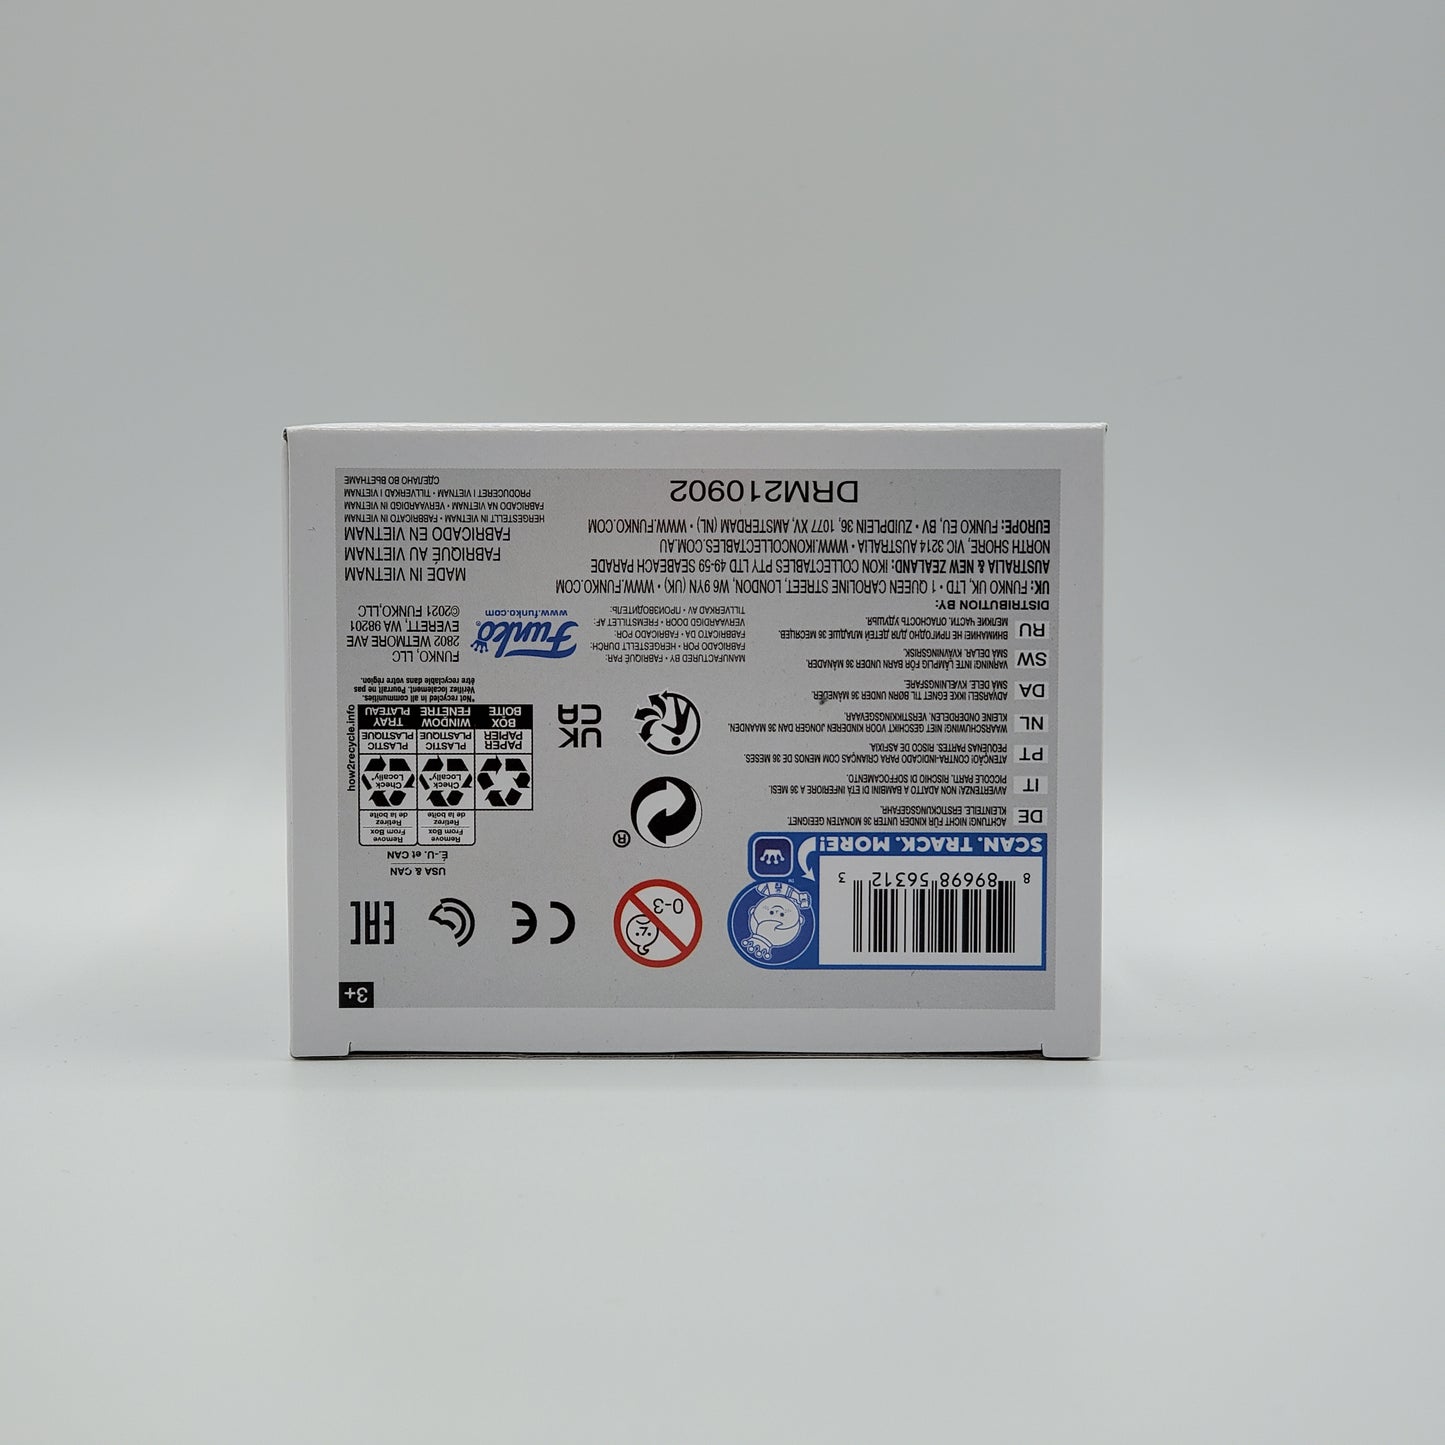 3+
SCAN. TRACK. MORE!
8 89698 56312 3
™
0-3
CE
EAC
®
USA & CAN
É.-U. et CAN
Remove
From Box
Retirez
de la boîte
Remove
From Box
Retirez
de la boîte
Check
Locally*
Check
Locally*
PAPER
PAPIER
PLASTIC
PLASTIQUE
PLASTIC
PLASTIQUE
BOX
BOÎTE
WINDOW
FENÊTRE
TRAY
PLATEAU
how2recycle.info
*Not recycled in all communities.
Vérifiez localement. Pourrait ne pas
être recyclable dans votre région.
UK
CA
DE ACHTUNG! NICHT FÜR KINDER UNTER 36 MONATEN GEEIGNET.
KLEINTEILE. ERSTICKUNGSGEFAHR.
IT AVVERTENZA! NON ADATTO A BAMBINI DI ETÀ INFERIORE A 36 MESI.
PICCOLE PARTI. RISCHIO DI SOFFOCAMENTO.
PT ATENÇÃO! CONTRA-INDICADO PARA CRIANÇAS COM MENOS DE 36 MESES.
PEQUENAS PARTES. RISCO DE ASFIXIA.
NL WAARSCHUWING! NIET GESCHIKT VOOR KINDEREN JONGER DAN 36 MAANDEN.
KLEINE ONDERDELEN. VERSTIKKINGSGEVAAR.
DA ADVARSEL! IKKE EGNET TIL BØRN UNDER 36 MÅNEDER.
SMÅ DELE. KVÆLNINGSFARE.
SW VARNING! INTE LÄMPLIG FÖR BARN UNDER 36 MÅNADER.
SMÅ DELAR. KVÄVNINGSRISK.
RU ВНИМАНИЕ! НЕ ПРИГОДНО ДЛЯ ДЕТЕЙ МЛАДШЕ 36 МЕСЯЦЕВ.
МЕЛКИЕ ЧАСТИ. ОПАСНОСТЬ УДУШЬЯ.
MANUFACTURED BY • FABRIQUÉ PAR:
FABRICADO POR • HERGESTELLT DURCH:
FABRICATO DA • FABRICADO POR:
VERVAARDIGD DOOR • FREMSTILLET AF:
TILLVERKAD AV • ПРОИЗВОДИТЕЛЬ:
Funko®
www.funko.com
FUNKO, LLC
2802 WETMORE AVE
EVERETT, WA 98201
©2021 FUNKO,LLC
DISTRIBUTION BY:
UK: FUNKO UK, LTD • 1 QUEEN CAROLINE STREET, LONDON, W6 9YN (UK) • WWW.FUNKO.COM
AUSTRALIA & NEW ZEALAND: IKON COLLECTABLES PTY LTD 49-59 SEABEACH PARADE
NORTH SHORE, VIC 3214 AUSTRALIA • WWW.IKONCOLLECTABLES.COM.AU
EUROPE: FUNKO EU, BV • ZUIDPLEIN 36, 1077 XV, AMSTERDAM (NL) • WWW.FUNKO.COM
MADE IN VIETNAM
FABRIQUÉ AU VIETNAM
FABRICADO EN VIETNAM
HERGESTELLT IN VIETNAM • FABBRICATO IN VIETNAM
FABRICADO NA VIETNAM • VERVAARDIGD IN VIETNAM
PRODUCERET I VIETNAM • TILLVERKAD I VIETNAM
СДЕЛАНО ВО ВЬЕТНАМЕ
DRM210902